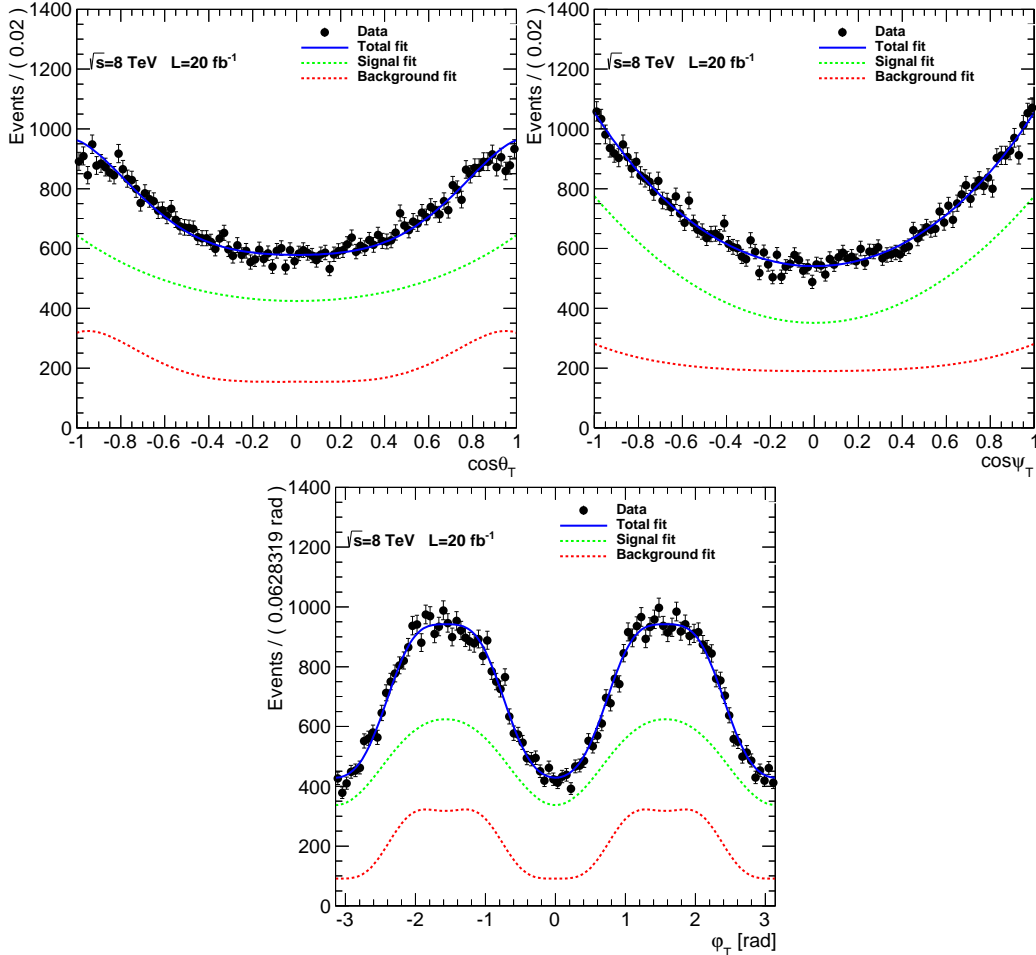 Events / ( 0.02 )
1400
1200
1000
800
600
400
200
0
√s=8 TeV L=20 fb⁻¹
Data
Total fit
Signal fit
Background fit
-1 -0.8 -0.6 -0.4 -0.2 0 0.2 0.4 0.6 0.8 1
cosθ_T
Events / ( 0.02 )
1400
1200
1000
800
600
400
200
0
√s=8 TeV L=20 fb⁻¹
Data
Total fit
Signal fit
Background fit
-1 -0.8 -0.6 -0.4 -0.2 0 0.2 0.4 0.6 0.8 1
cosψ_T
Events / ( 0.0628319 rad )
1400
1200
1000
800
600
400
200
0
√s=8 TeV L=20 fb⁻¹
Data
Total fit
Signal fit
Background fit
-3 -2 -1 0 1 2 3
φ_T [rad]